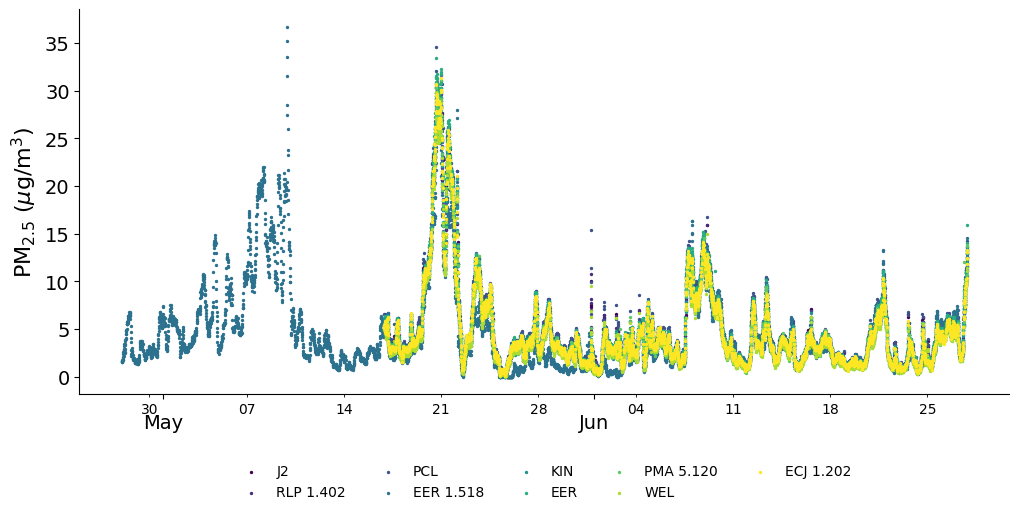 PM2.5 (μg/m3)
35
30
25
20
15
10
5
0
30 07 14 21 28 04 11 18 25
May Jun
J2 PCL KIN PMA 5.120 ECJ 1.202
RLP 1.402 EER 1.518 EER WEL